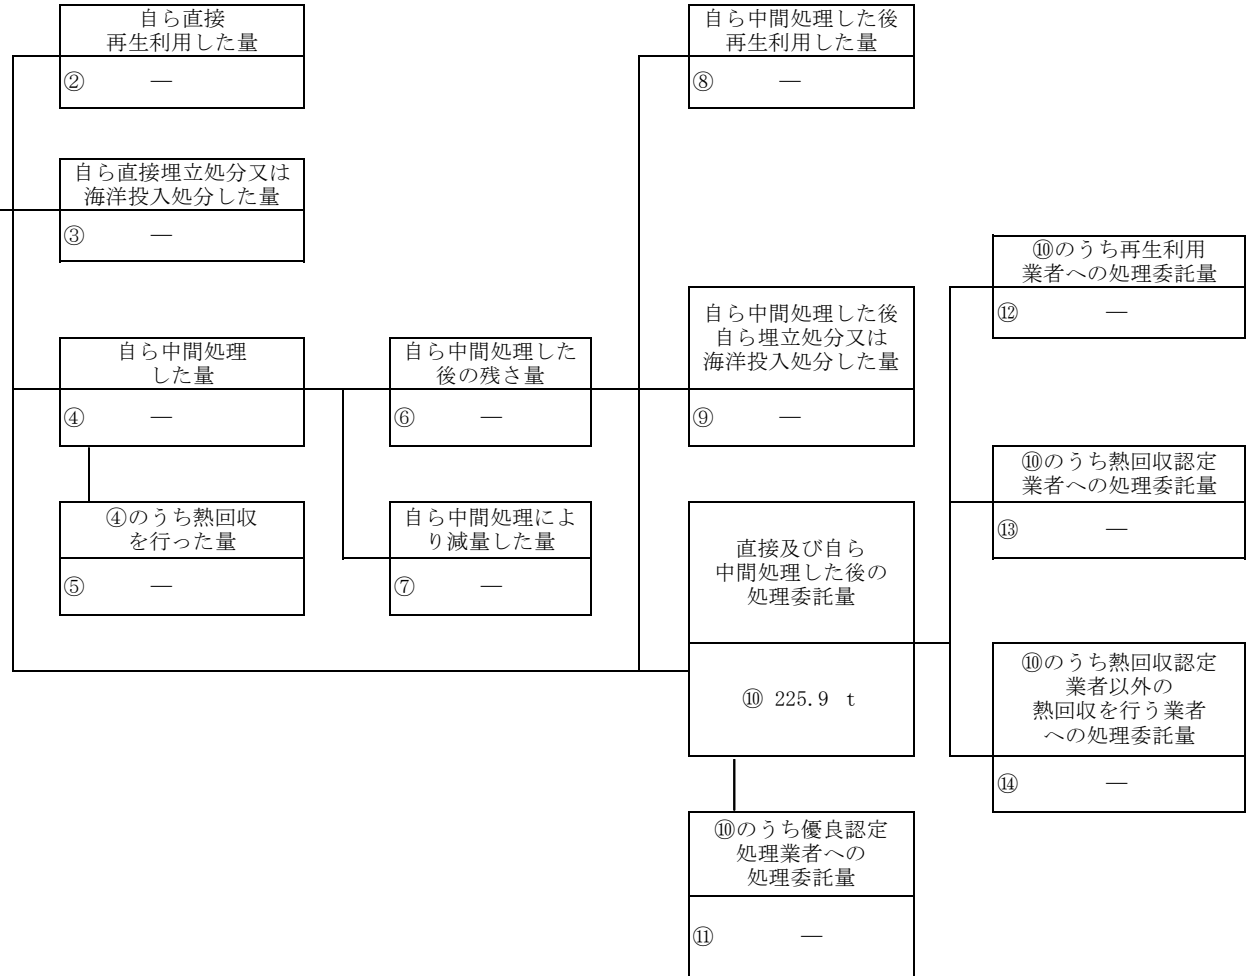 自ら直接
再生利用した量
② ―
自ら中間処理した後
再生利用した量
⑧ ―
自ら直接埋立処分又は
海洋投入処分した量
③ ―
⑩のうち再生利用
業者への処理委託量
⑫ ―
自ら中間処理した後
自ら埋立処分又は
海洋投入処分した量
⑨ ―
自ら中間処理
した量
④ ―
自ら中間処理した
後の残さ量
⑥ ―
⑩のうち熱回収認定
業者への処理委託量
⑬ ―
④のうち熱回収
を行った量
⑤ ―
自ら中間処理によ
り減量した量
⑦ ―
直接及び自ら
中間処理した後の
処理委託量
⑩ 225.9 t
⑩のうち熱回収認定
業者以外の
熱回収を行う業者
への処理委託量
⑭ ―
⑩のうち優良認定
処理業者への
処理委託量
⑪ ―